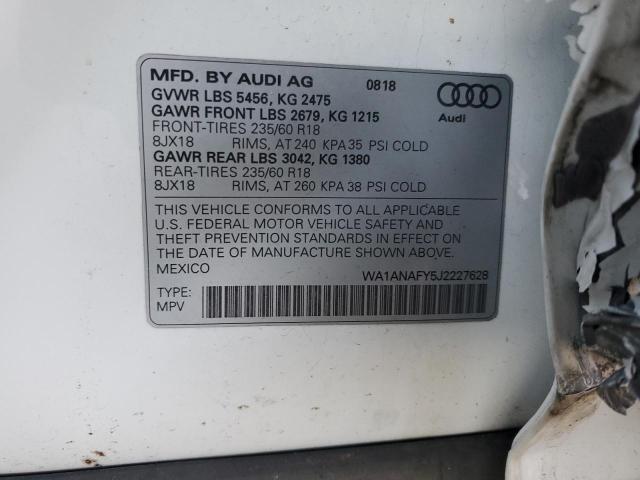 MFD. BY AUDI AG 0818
GVWR LBS 5456, KG 2475
GAWR FRONT LBS 2679, KG 1215
FRONT-TIRES 235/60 R18
8JX18 RIMS, AT 240 KPA 35 PSI COLD
GAWR REAR LBS 3042, KG 1380
REAR-TIRES 235/60 R18
8JX18 RIMS, AT 260 KPA 38 PSI COLD
Audi
THIS VEHICLE CONFORMS TO ALL APPLICABLE
U.S. FEDERAL MOTOR VEHICLE SAFETY AND
THEFT PREVENTION STANDARDS IN EFFECT ON
THE DATE OF MANUFACTURE SHOWN ABOVE.
MEXICO WA1ANAFY5J2227628
TYPE:
MPV